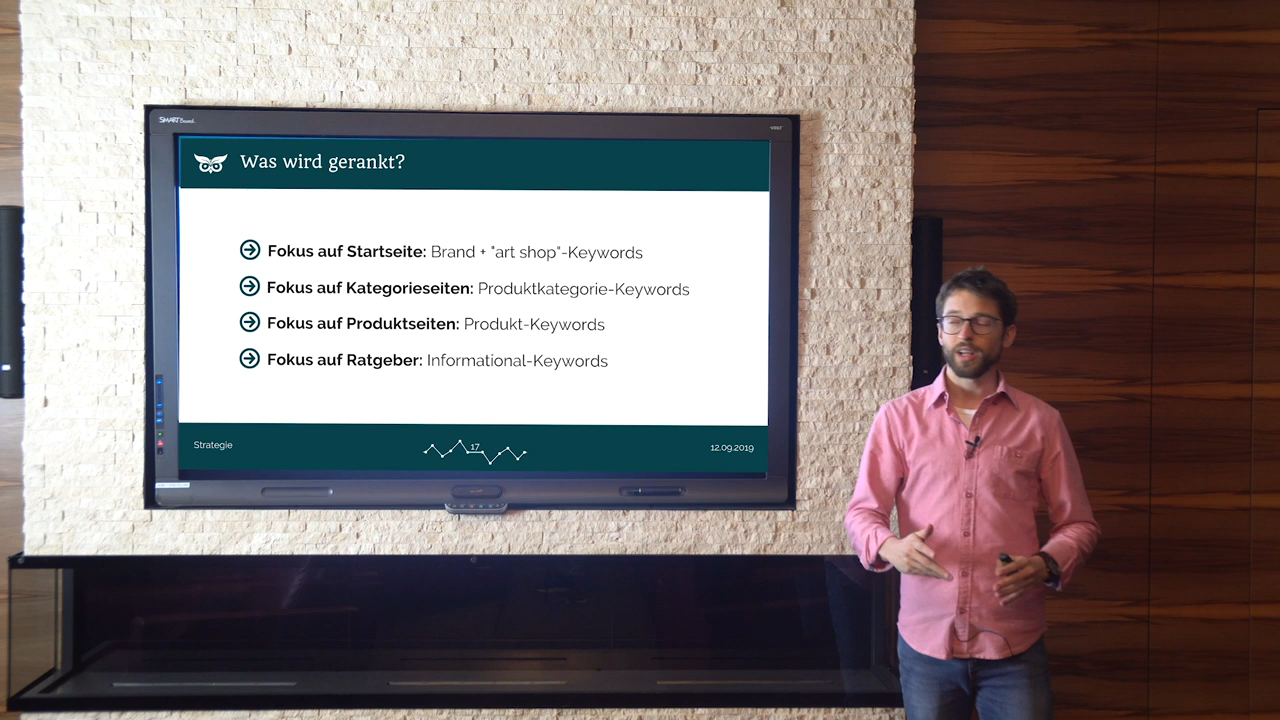 SMART Board
Was wird gerankt?
Fokus auf Startseite: Brand + "art shop"-Keywords
Fokus auf Kategorieseiten: Produktkategorie-Keywords
Fokus auf Produktseiten: Produkt-Keywords
Fokus auf Ratgeber: Informational-Keywords
Strategie
17
12.09.2019